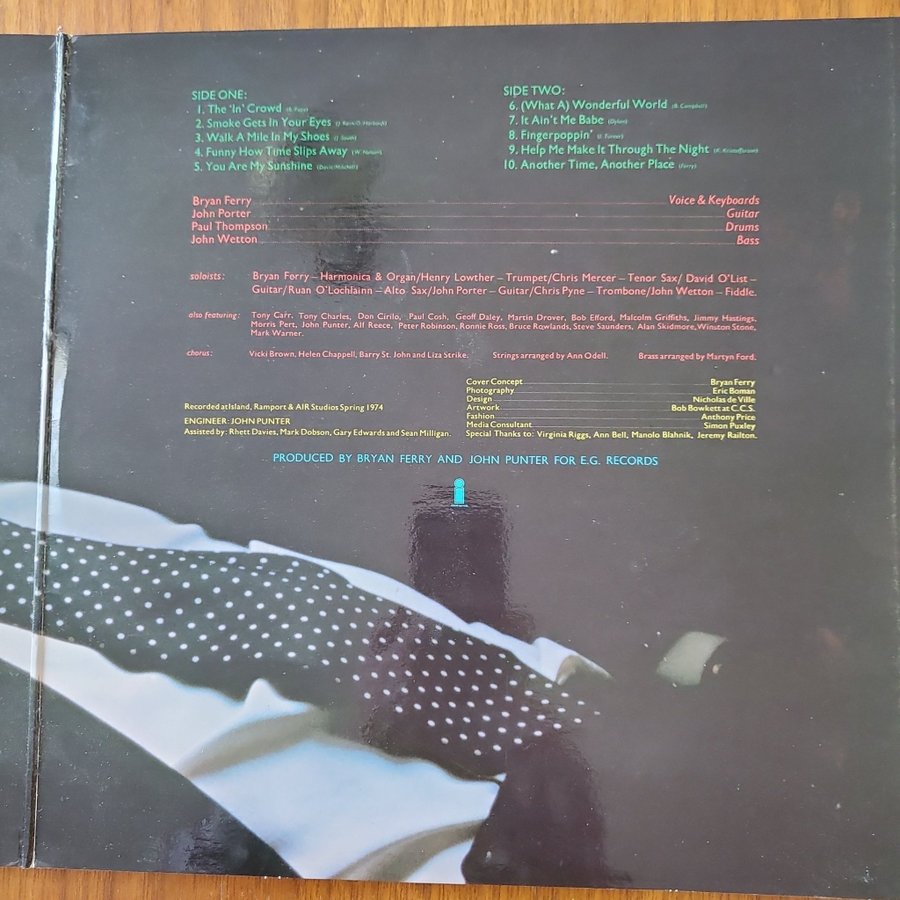 SIDE ONE:
1. The 'In' Crowd (B. Page)
2. Smoke Gets In Your Eyes
3. Walk A Mile In My Shoes (J. South)
4. Funny How Time Slips Away (W. Nelson)
5. You Are My Sunshine (Davis/Mitchell)
SIDE TWO:
6. (What A) Wonderful World (B. Campbell)
7. It Ain't Me Babe (Dylan)
8. Fingerpoppin' (I. Turner)
9. Help Me Make It Through The Night (K. Kristofferson)
10. Another Time, Another Place (Ferry)
Bryan Ferry Voice & Keyboards
John Porter Guitar
Paul Thompson Drums
John Wetton Bass
soloists: Bryan Ferry – Harmonica & Organ/Henry Lowther – Trumpet/Chris Mercer – Tenor Sax/ David O'List –
Guitar/Ruan O'Lochlainn – Alto Sax/John Porter – Guitar/Chris Pyne – Trombone/John Wetton – Fiddle.
also featuring: Tony Carr, Tony Charles, Don Cirilo, Paul Cosh, Geoff Daley, Martin Drover, Bob Efford, Malcolm Griffiths, Jimmy Hastings,
Morris Pert, John Punter, Alf Reece, Peter Robinson, Ronnie Ross, Bruce Rowlands, Steve Saunders, Alan Skidmore, Winston Stone,
Mark Warner.
chorus: Vicki Brown, Helen Chappell, Barry St. John and Liza Strike. Strings arranged by Ann Odell. Brass arranged by Martyn Ford.
Recorded at Island, Ramport & AIR Studios Spring 1974
ENGINEER: JOHN PUNTER
Assisted by: Rhett Davies, Mark Dobson, Gary Edwards and Sean Milligan.
Cover Concept Bryan Ferry
Photography Eric Boman
Design Nicholas de Ville
Artwork Bob Bowkett at C.C.S.
Fashion Anthony Price
Media Consultant Simon Puxley
Special Thanks to: Virginia Riggs, Ann Bell, Manolo Blahnik, Jeremy Railton.
PRODUCED BY BRYAN FERRY AND JOHN PUNTER FOR E.G. RECORDS
i